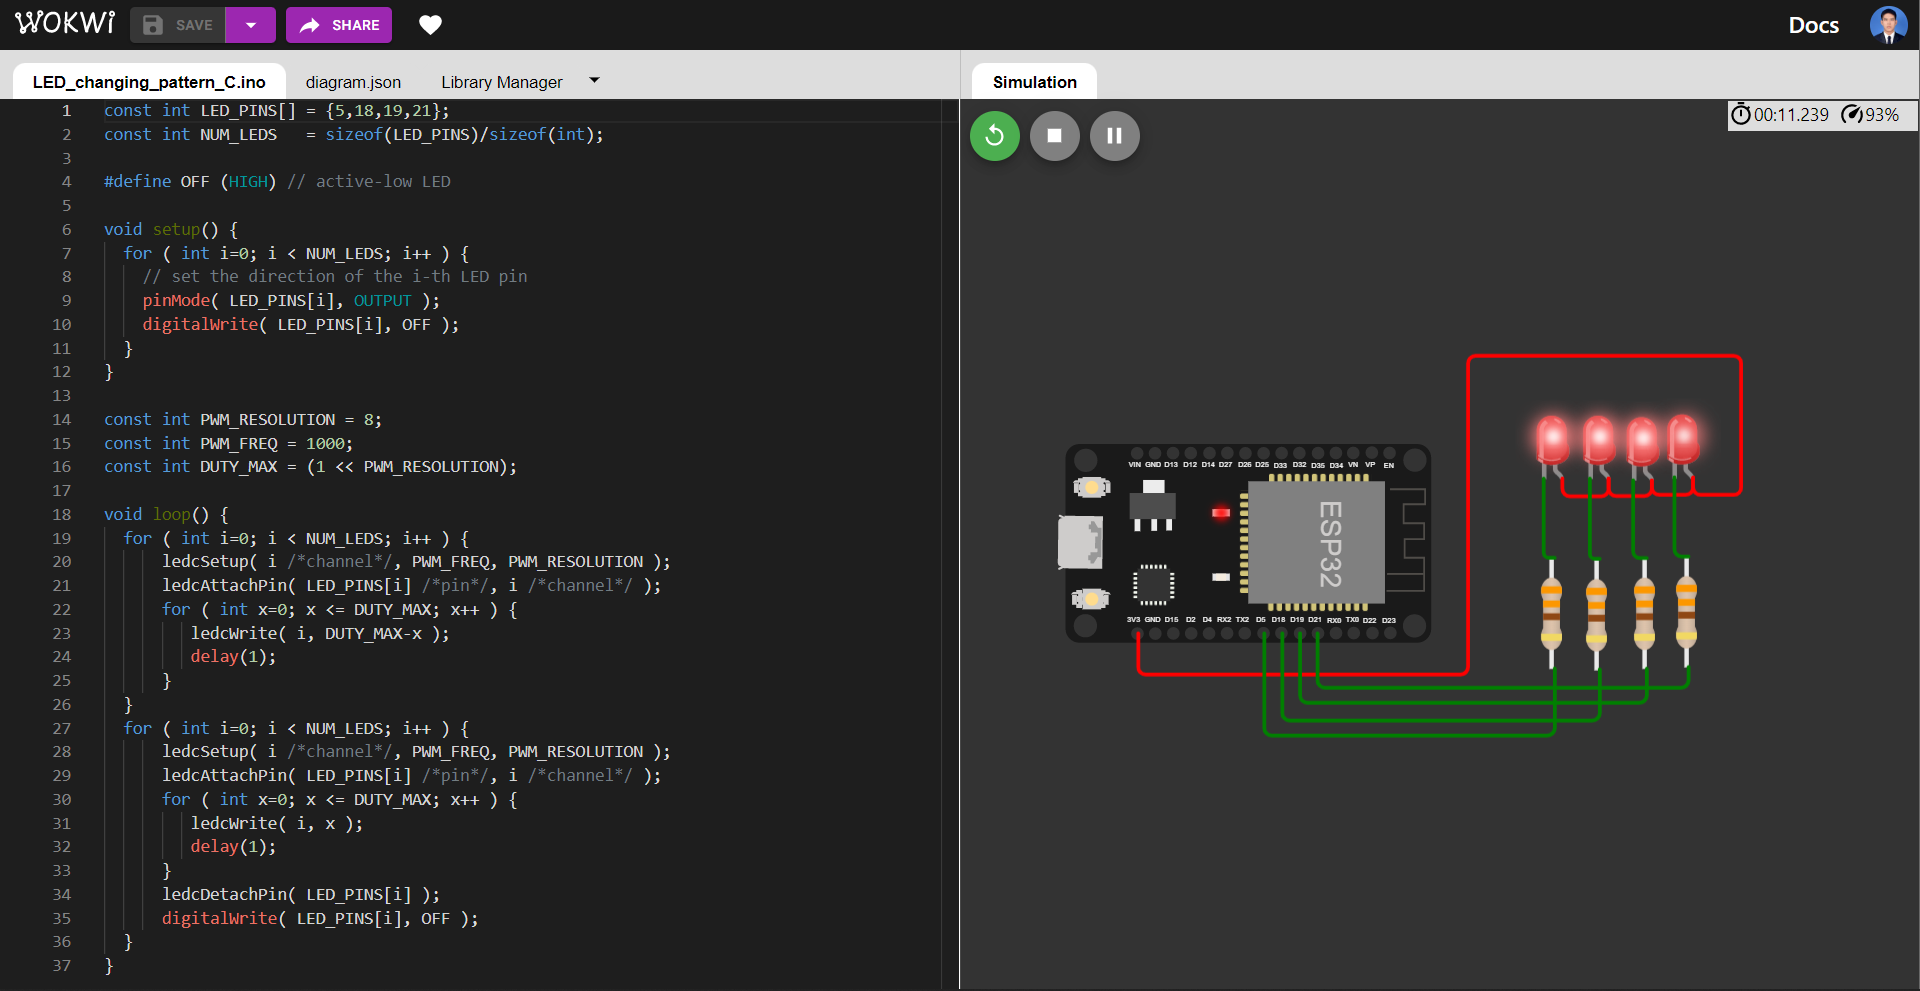 WOKWI SAVE SHARE Docs
LED_changing_pattern_C.ino diagram.json Library Manager Simulation
00:11.239 93%
1 const int LED_PINS[] = {5,18,19,21};
2 const int NUM_LEDS   = sizeof(LED_PINS)/sizeof(int);
3
4 #define OFF (HIGH) // active-low LED
5
6 void setup() {
7   for ( int i=0; i < NUM_LEDS; i++ ) {
8     // set the direction of the i-th LED pin
9     pinMode( LED_PINS[i], OUTPUT );
10     digitalWrite( LED_PINS[i], OFF );
11   }
12 }
13
14 const int PWM_RESOLUTION = 8;
15 const int PWM_FREQ = 1000;
16 const int DUTY_MAX = (1 << PWM_RESOLUTION);
17
18 void loop() {
19   for ( int i=0; i < NUM_LEDS; i++ ) {
20       ledcSetup( i /*channel*/, PWM_FREQ, PWM_RESOLUTION );
21       ledcAttachPin( LED_PINS[i] /*pin*/, i /*channel*/ );
22       for ( int x=0; x <= DUTY_MAX; x++ ) {
23          ledcWrite( i, DUTY_MAX-x );
24          delay(1);
25       }
26   }
27   for ( int i=0; i < NUM_LEDS; i++ ) {
28       ledcSetup( i /*channel*/, PWM_FREQ, PWM_RESOLUTION );
29       ledcAttachPin( LED_PINS[i] /*pin*/, i /*channel*/ );
30       for ( int x=0; x <= DUTY_MAX; x++ ) {
31          ledcWrite( i, x );
32          delay(1);
33       }
34       ledcDetachPin( LED_PINS[i] );
35       digitalWrite( LED_PINS[i], OFF );
36   }
37 }
VIN GND D13 D12 D14 D27 D26 D25 D33 D32 D35 D34 VN VP EN
ESP32
3V3 GND D15 D2 D4 RX2 TX2 D5 D18 D19 D21 RX0 TX0 D22 D23